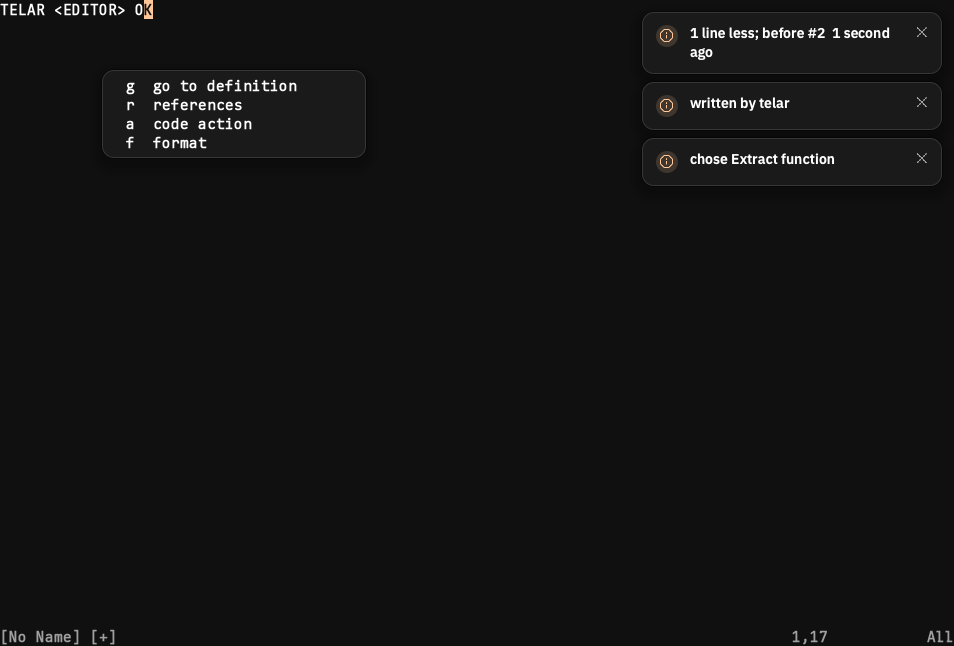 TELAR <EDITOR> OK
g  go to definition
r  references
a  code action
f  format
1 line less; before #2  1 second
ago
written by telar
chose Extract function
[No Name] [+]  1,17  All